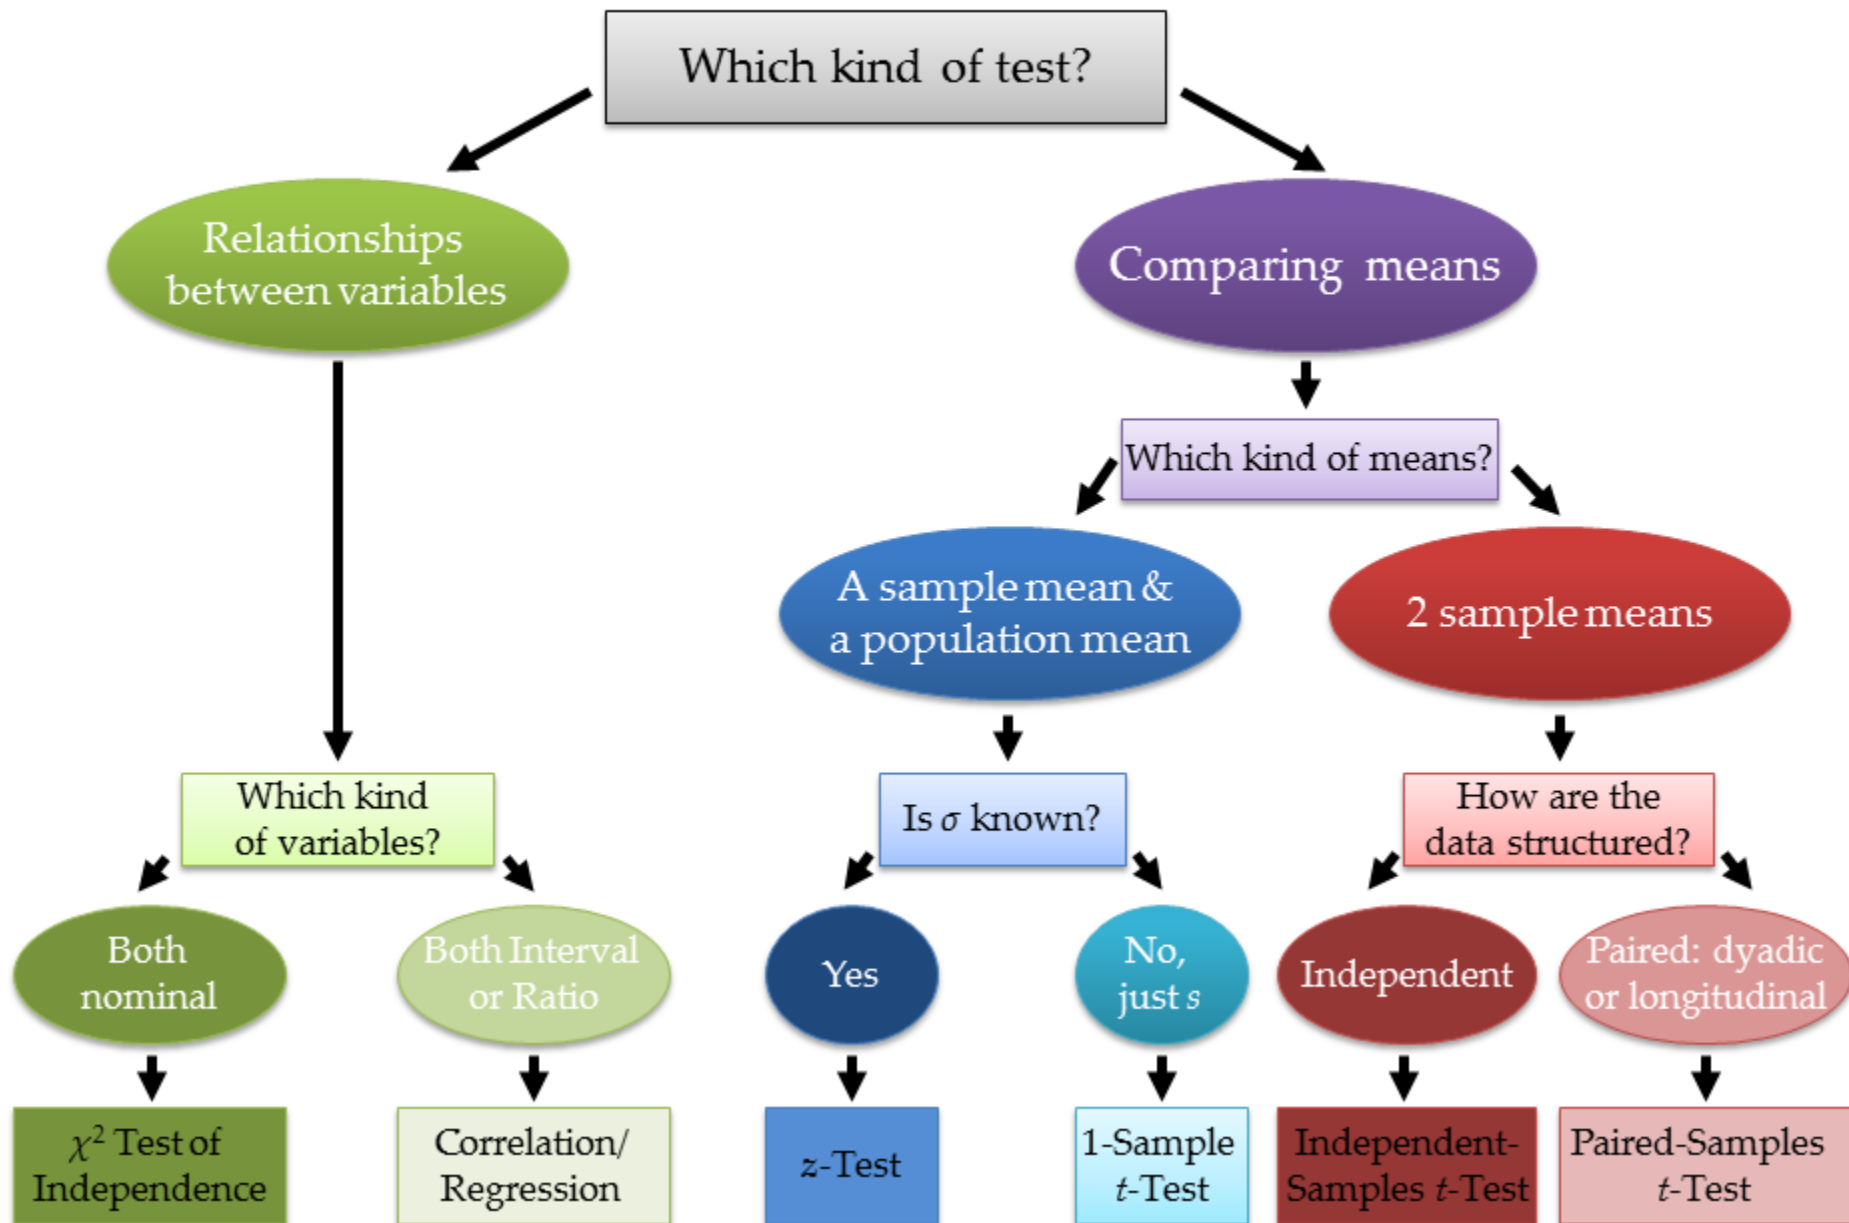 Which kind of test?
Relationships
between variables
Comparing means
Which kind of means?
A sample mean &
a population mean
2 sample means
Which kind
of variables?
Is σ known?
How are the
data structured?
Both
nominal
Both Interval
or Ratio
Yes
No,
just s
Independent
Paired: dyadic
or longitudinal
χ² Test of
Independence
Correlation/
Regression
z-Test
1-Sample
t-Test
Independent-
Samples t-Test
Paired-Samples
t-Test